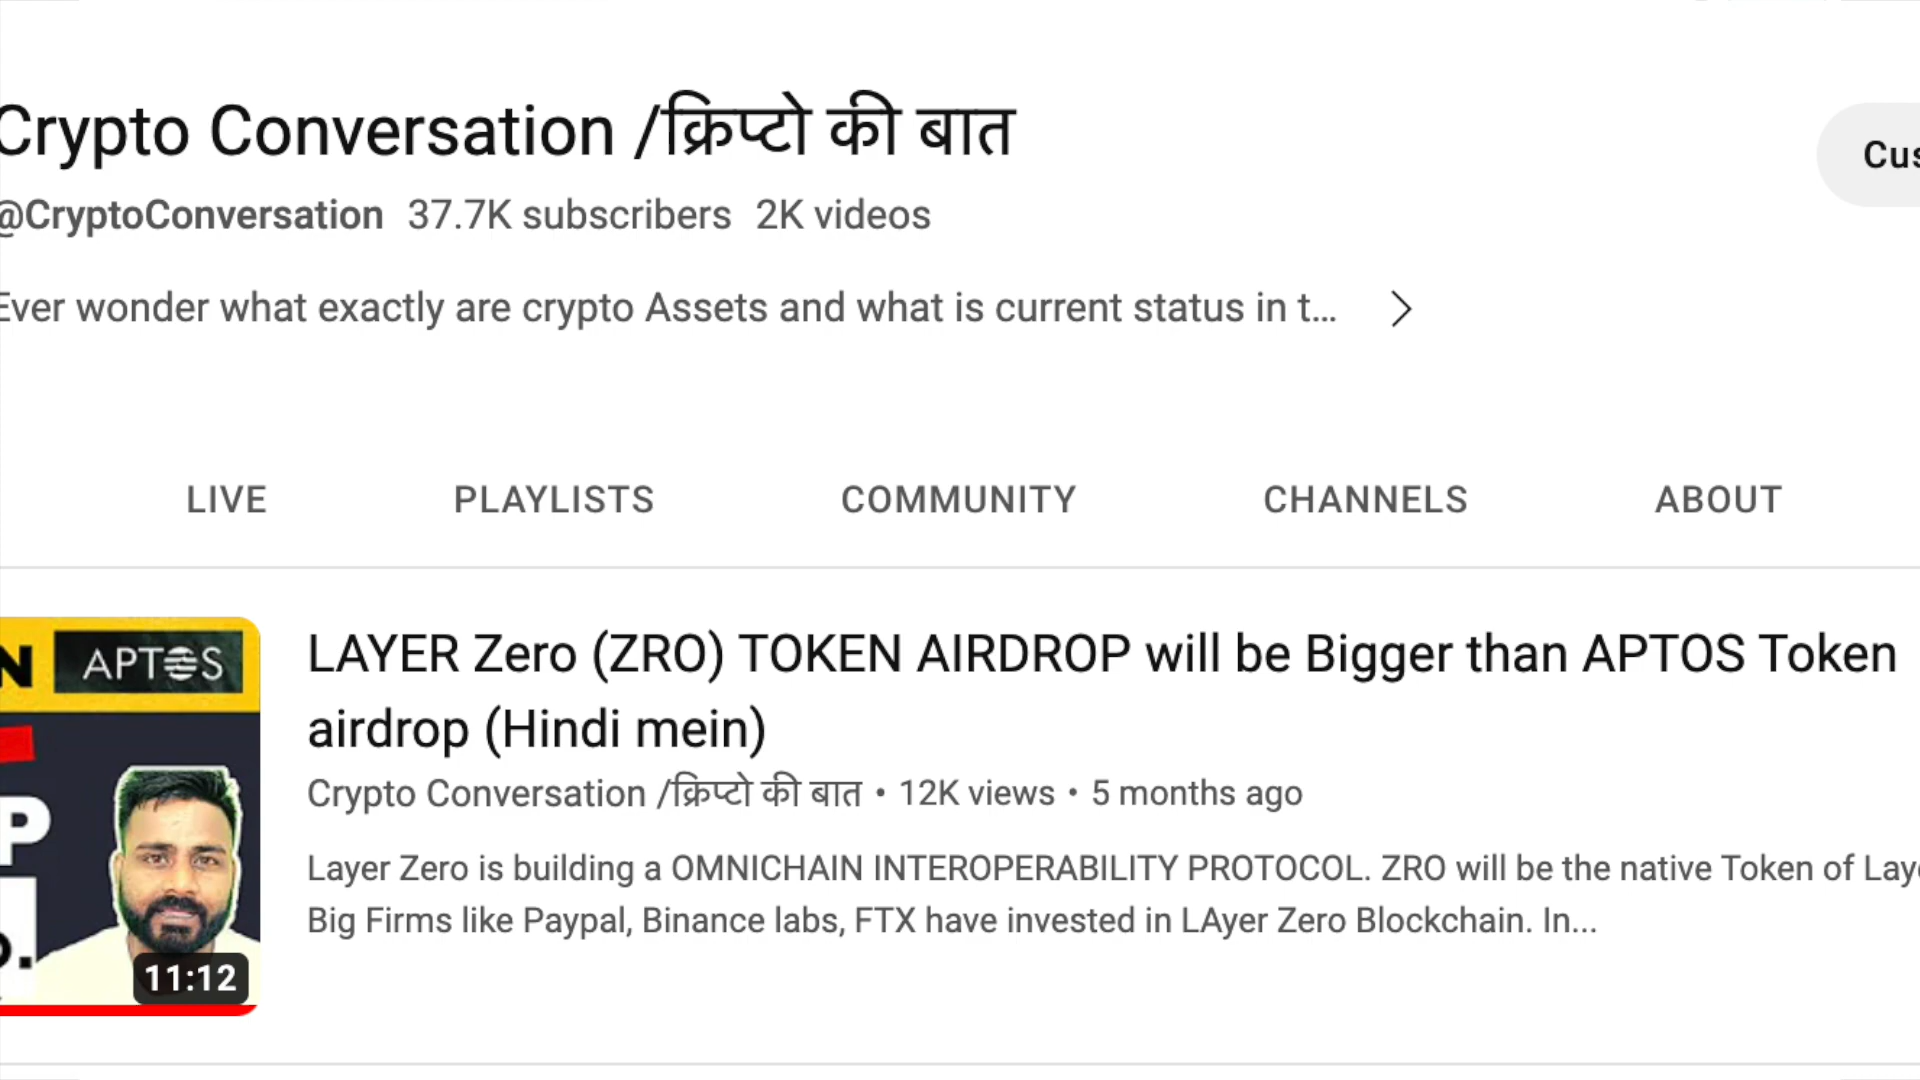 Crypto Conversation /क्रिप्टो की बात
Cus
@CryptoConversation 37.7K subscribers 2K videos
Ever wonder what exactly are crypto Assets and what is current status in t...
LIVE PLAYLISTS COMMUNITY CHANNELS ABOUT
N APTOS
LAYER Zero (ZRO) TOKEN AIRDROP will be Bigger than APTOS Token
airdrop (Hindi mein)
Crypto Conversation /क्रिप्टो की बात • 12K views • 5 months ago
P
Layer Zero is building a OMNICHAIN INTEROPERABILITY PROTOCOL. ZRO will be the native Token of Laye
Big Firms like Paypal, Binance labs, FTX have invested in LAyer Zero Blockchain. In...
11:12